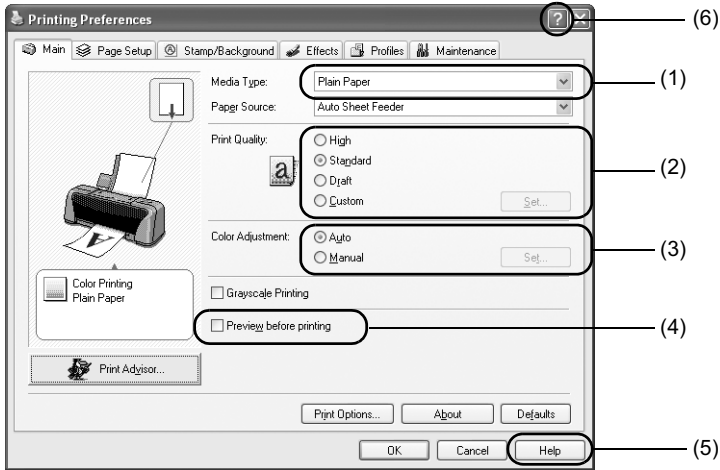 Printing Preferences ? (6)
Main Page Setup Stamp/Background Effects Profiles Maintenance
Media Type: Plain Paper (1)
Paper Source: Auto Sheet Feeder
Print Quality: High
Standard
a (2)
Draft
Custom Set...
Color Adjustment: Auto (3)
Manual Set...
A
Color Printing
Plain Paper
Grayscale Printing
Preview before printing (4)
Print Advisor...
Print Options... About Defaults
OK Cancel Help (5)